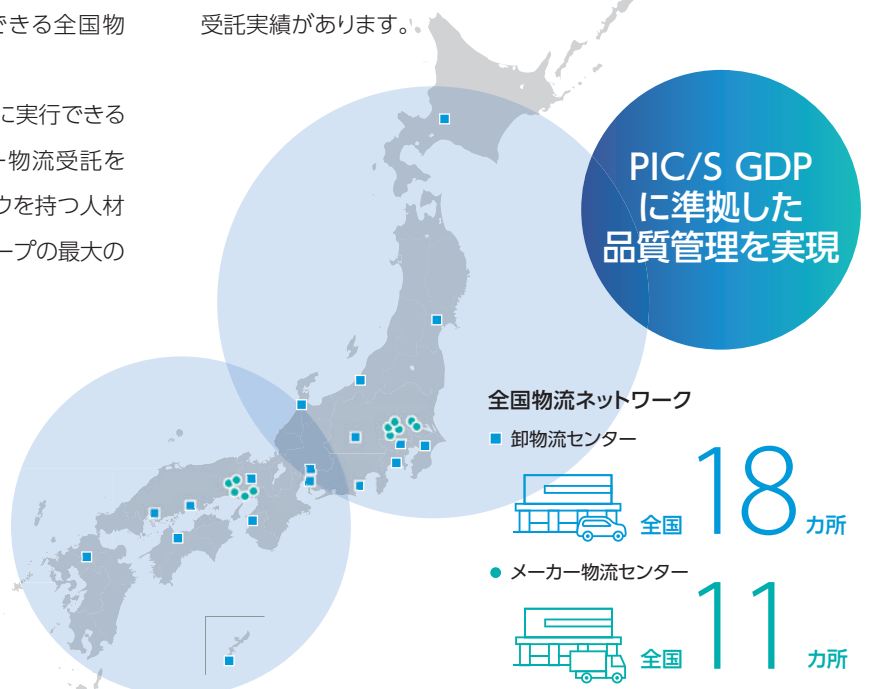 できる全国物
に実行できる
物流受託を
ウを持つ人材
ープの最大の
受託実績があります。
PIC/S GDP
に準拠した
品質管理を実現
全国物流ネットワーク
卸物流センター
全国 18 カ所
メーカー物流センター
全国 11 カ所